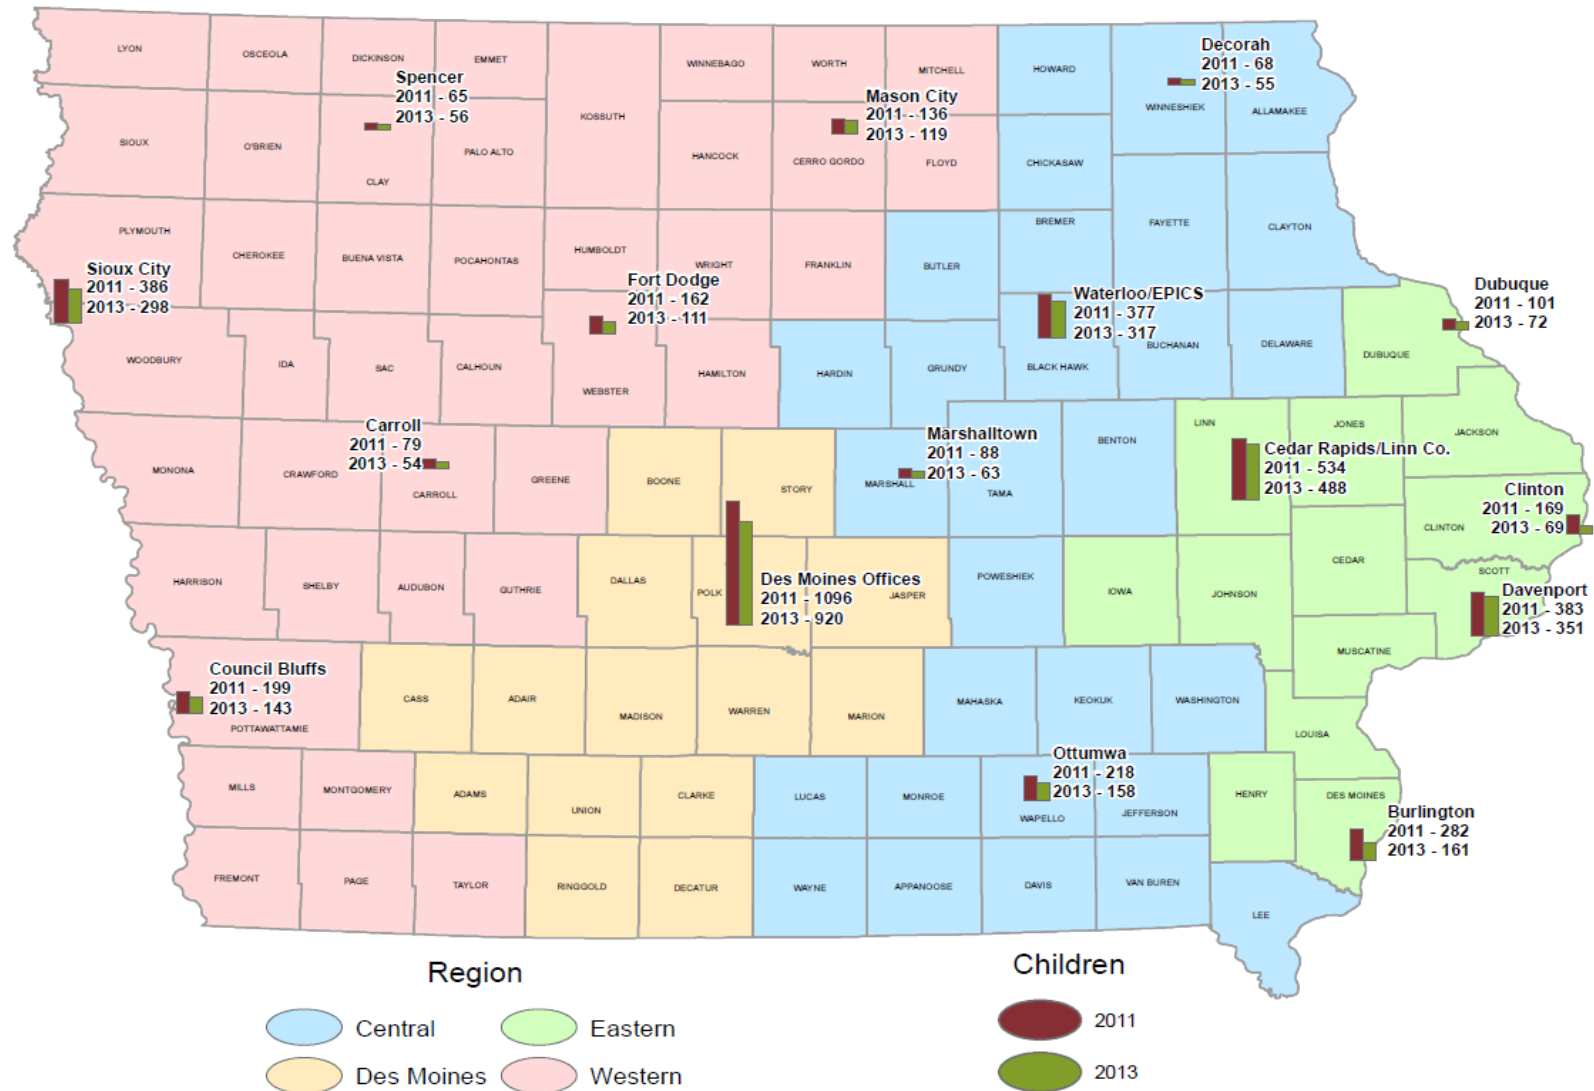 LYON
OSCEOLA
DICKINSON
EMMET
WINNEBAGO
WORTH
MITCHELL
HOWARD
Decorah
2011 - 68
2013 - 55
WINNESHIEK
ALLAMAKEE
Spencer
2011 - 65
2013 - 56
Mason City
2011 - 136
2013 - 119
SIOUX
O'BRIEN
CLAY
PALO ALTO
KOSSUTH
HANCOCK
CERRO GORDO
FLOYD
CHICKASAW
PLYMOUTH
CHEROKEE
BUENA VISTA
POCAHONTAS
HUMBOLDT
WRIGHT
FRANKLIN
BUTLER
BREMER
FAYETTE
CLAYTON
Sioux City
2011 - 386
2013 - 298
Fort Dodge
2011 - 162
2013 - 111
Waterloo/EPICS
2011 - 377
2013 - 317
Dubuque
2011 - 101
2013 - 72
WOODBURY
IDA
SAC
CALHOUN
WEBSTER
HAMILTON
HARDIN
GRUNDY
BLACK HAWK
BUCHANAN
DELAWARE
DUBUQUE
Carroll
2011 - 79
2013 - 54
Marshalltown
2011 - 88
2013 - 63
MONONA
CRAWFORD
CARROLL
GREENE
BOONE
STORY
MARSHALL
TAMA
BENTON
LINN
JONES
JACKSON
Cedar Rapids/Linn Co.
2011 - 534
2013 - 488
Clinton
2011 - 169
2013 - 69
CLINTON
HARRISON
SHELBY
AUDUBON
GUTHRIE
DALLAS
POLK
JASPER
Des Moines Offices
2011 - 1096
2013 - 920
POWESHIEK
IOWA
JOHNSON
CEDAR
SCOTT
Davenport
2011 - 383
2013 - 351
MUSCATINE
Council Bluffs
2011 - 199
2013 - 143
POTTAWATTAMIE
CASS
ADAIR
MADISON
WARREN
MARION
MAHASKA
KEOKUK
WASHINGTON
LOUISA
Ottumwa
2011 - 218
2013 - 158
MILLS
MONTGOMERY
ADAMS
UNION
CLARKE
LUCAS
MONROE
WAPELLO
JEFFERSON
HENRY
DES MOINES
Burlington
2011 - 282
2013 - 161
FREMONT
PAGE
TAYLOR
RINGGOLD
DECATUR
WAYNE
APPANOOSE
DAVIS
VAN BUREN
LEE
Region
Central
Eastern
Des Moines
Western
Children
2011
2013